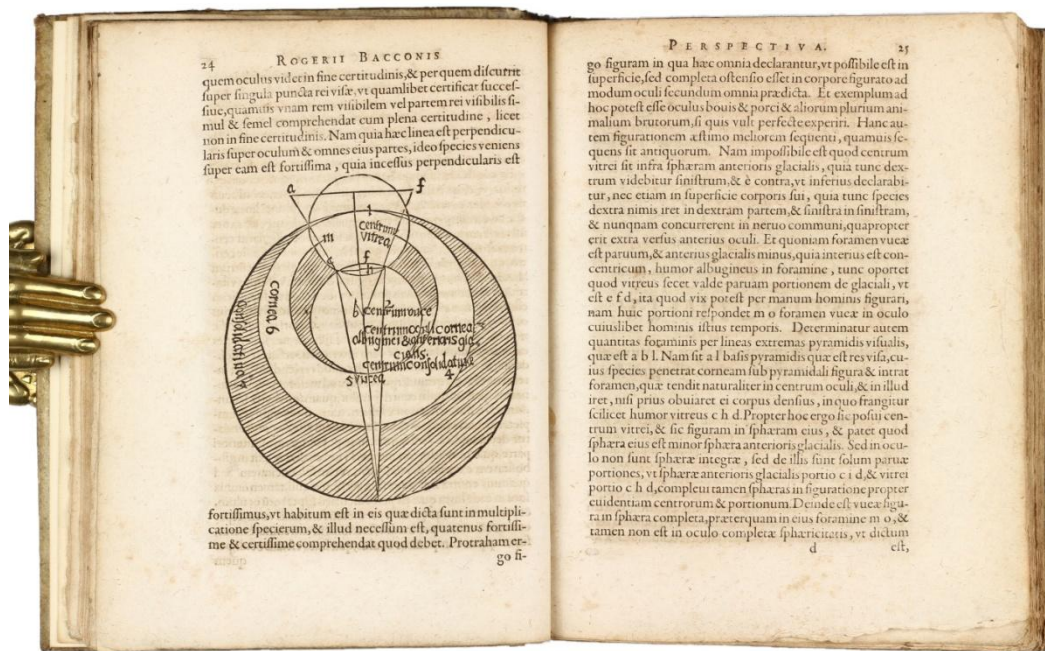 24 ROGERII BACCONIS
quem oculus videt in fine certitudinis,& per quem discurrit
super singula puncta rei visæ, vt quamlibet certificat succes-
siue,quamuis vnam rem visibilem vel partem rei visibilis si-
mul & semel comprehendat cum plena certitudine, licet
non in fine certitudinis. Nam quia hæc linea est perpendicu-
laris super oculum & omnes eius partes, ideo species veniens
super eam est fortissima, quia incessus perpendicularis est
a f
l
centrum
vitrea
m
f
h
cornea 6
b centrum vuce
centrum consolidatiuæ
4
5 vuea
fortissimus,vt habitum est in eis quæ dicta sunt in multipli-
catione specierum, & illud necessum est, quatenus fortissi-
me & certissime comprehendat quod debet. Protraham er-
go fi-
PERSPECTIVA. 25
go figuram in qua hæc omnia declarantur,vt possibile est in
superficie,sed completa ostensio esset in corpore figurato ad
modum oculi secundum omnia prædicta. Et exemplum ad
hoc potest esse oculus bouis & porci & aliorum plurium ani-
malium brutorum,si quis vult perfecte experiri. Hanc au-
tem figurationem æstimo meliorem sequenti, quamuis se-
quens sit antiquorum. Nam impossibile est quod centrum
vitrei sit infra sphæram anterioris glacialis, quia tunc dex-
trum videbitur sinistrum,& è contra,vt inferius declarabi-
tur, nec etiam in superficie corporis sui, quia tunc species
dextra nimis iret in dextram partem,& sinistra in sinistram,
& nunquam concurrerent in neruo communi,quapropter
erit extra versus anterius oculi. Et quoniam foramen vueæ
est paruum,& anterius glacialis minus,quia interius est con-
centricum, humor albugineus in foramine, tunc oportet
quod vitreus secet valde paruam portionem de glaciali, vt
est e f d, ita quod vix potest per manum hominis figurari,
nam huic portioni respondet m o foramen vueæ in oculo
cuiuslibet hominis istius temporis. Determinatur autem
quantitas foraminis per lineas extremas pyramidis visualis,
quæ est a b l. Nam sit a l basis pyramidis quæ est res visa,cu-
ius species penetrat corneam sub pyramidali figura & intrat
foramen,quæ tendit naturaliter in centrum oculi,& in illud
iret, nisi prius obuiaret ei corpus densius, in quo frangitur
scilicet humor vitreus c h d. Propter hoc ergo sic posui cen-
trum vitrei,& sic figuram in sphæram eius, & patet quod
sphæra eius est minor sphæra anterioris glacialis. Sed in ocu-
lo non sunt sphæræ integræ, sed de illis sunt solum paruæ
portiones, vt sphæræ anterioris glacialis portio c i d,& vitrei
portio c h d,compleui tamen sphæras in figuratione propter
euidentiam centrorum & portionum. Deinde est vueæ figu-
ra in sphæra completa,præterquam in eius foramine m o, &
tamen non est in oculo completæ sphæricitatis, vt dictum
d est,